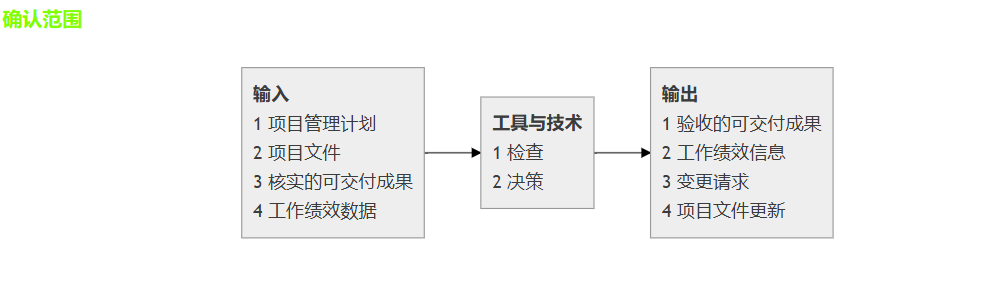 确认范围
输入
1 项目管理计划
2 项目文件
3 核实的可交付成果
4 工作绩效数据
工具与技术
1 检查
2 决策
输出
1 验收的可交付成果
2 工作绩效信息
3 变更请求
4 项目文件更新